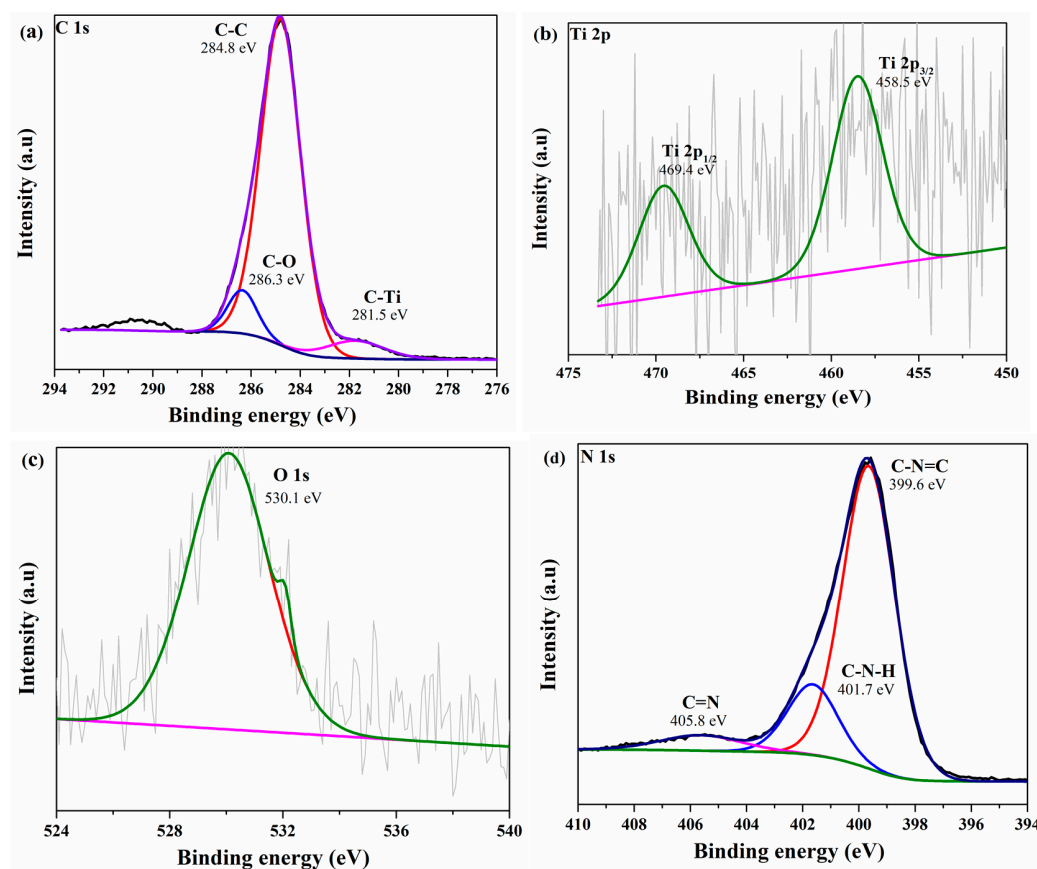 (a) C 1s
C-C
284.8 eV
C-O
286.3 eV
C-Ti
281.5 eV
Intensity (a.u)
294 292 290 288 286 284 282 280 278 276
Binding energy (eV)
(b) Ti 2p
Ti 2p3/2
458.5 eV
Ti 2p1/2
469.4 eV
Intensity (a.u)
475 470 465 460 455 450
Binding energy (eV)
(c)
O 1s
530.1 eV
Intensity (a.u)
524 528 532 536 540
Binding energy (eV)
(d) N 1s
C-N=C
399.6 eV
C-N-H
401.7 eV
C=N
405.8 eV
Intensity (a.u)
410 408 406 404 402 400 398 396 394
Binding energy (eV)